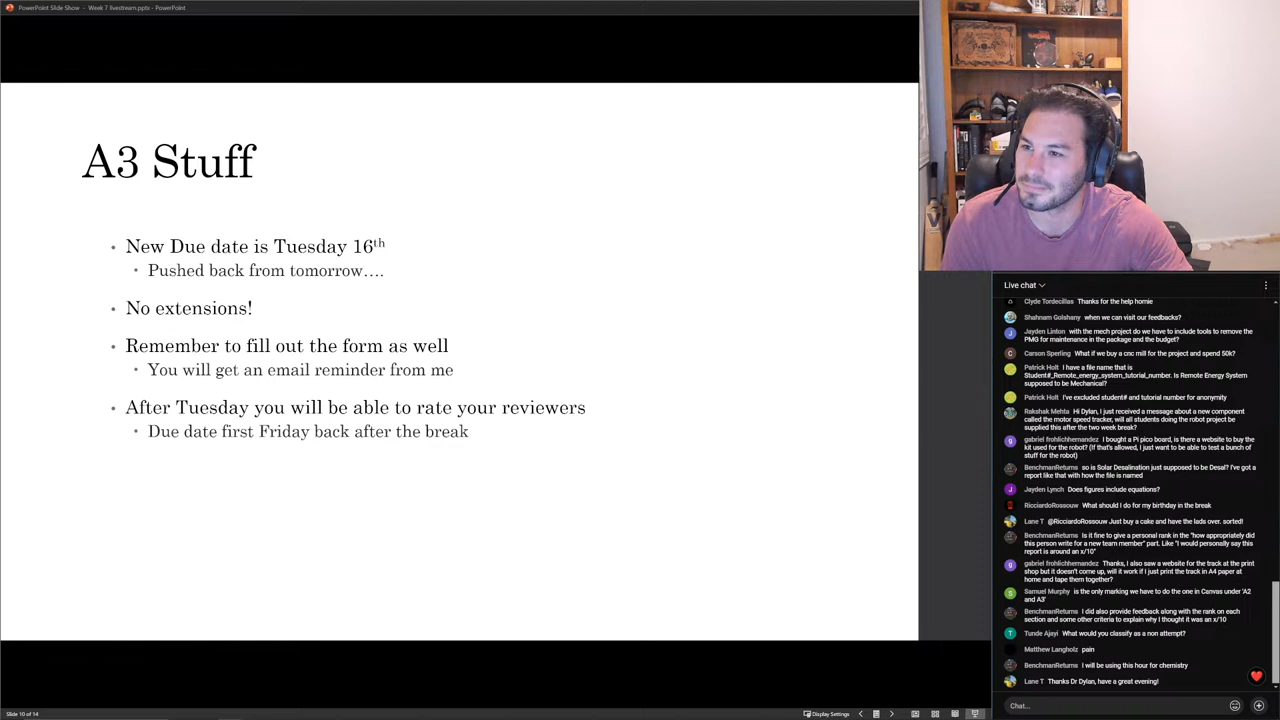 PowerPoint Slide Show - Week 7 livestream.pptx - PowerPoint
A3 Stuff
• New Due date is Tuesday 16th
• Pushed back from tomorrow....
• No extensions!
• Remember to fill out the form as well
• You will get an email reminder from me
• After Tuesday you will be able to rate your reviewers
• Due date first Friday back after the break
Live chat
Clyde Tordecillas Thanks for the help homie
Shahnam Golshany when we can visit our feedbacks?
Jayden Linton with the mech project do we have to include tools to remove the
PMG for maintenance in the package and the budget?
Carson Sperling What if we buy a cnc mill for the project and spend 50k?
Patrick Holt I have a file name that is
Student#_Remote_energy_system_tutorial_number. Is Remote Energy System
supposed to be Mechanical?
Patrick Holt I've excluded student# and tutorial number for anonymity
Rakshak Mehta Hi Dylan, I just received a message about a new component
called the motor speed tracker, will all students doing the robot project be
supplied this after the two week break?
gabriel frohlichhernandez I bought a Pi pico board, is there a website to buy the
kit used for the robot? (If that's allowed, I just want to be able to test a bunch of
stuff for the robot)
BenchmanReturns so is Solar Desalination just supposed to be Desal? I've got a
report like that with how the file is named
Jayden Lynch Does figures include equations?
RicciardoRossouw What should I do for my birthday in the break
Lane T @RicciardoRossouw Just buy a cake and have the lads over. sorted!
BenchmanReturns Is it fine to give a personal rank in the "how appropriately did
this person write for a new team member" part. Like "I would personally say this
report is around an x/10"
gabriel frohlichhernandez Thanks, I also saw a website for the track at the print
shop but it doesn't come up, will it work if I just print the track in A4 paper at
home and tape them together?
Samuel Murphy is the only marking we have to do the one in Canvas under 'A2
and A3'
BenchmanReturns I did also provide feedback along with the rank on each
section and some other criteria to explain why I thought it was an x/10
Tunde Ajayi What would you classify as a non attempt?
Matthew Langholz pain
BenchmanReturns I will be using this hour for chemistry
Lane T Thanks Dr Dylan, have a great evening!
Chat...
Slide 10 of 14
Display Settings